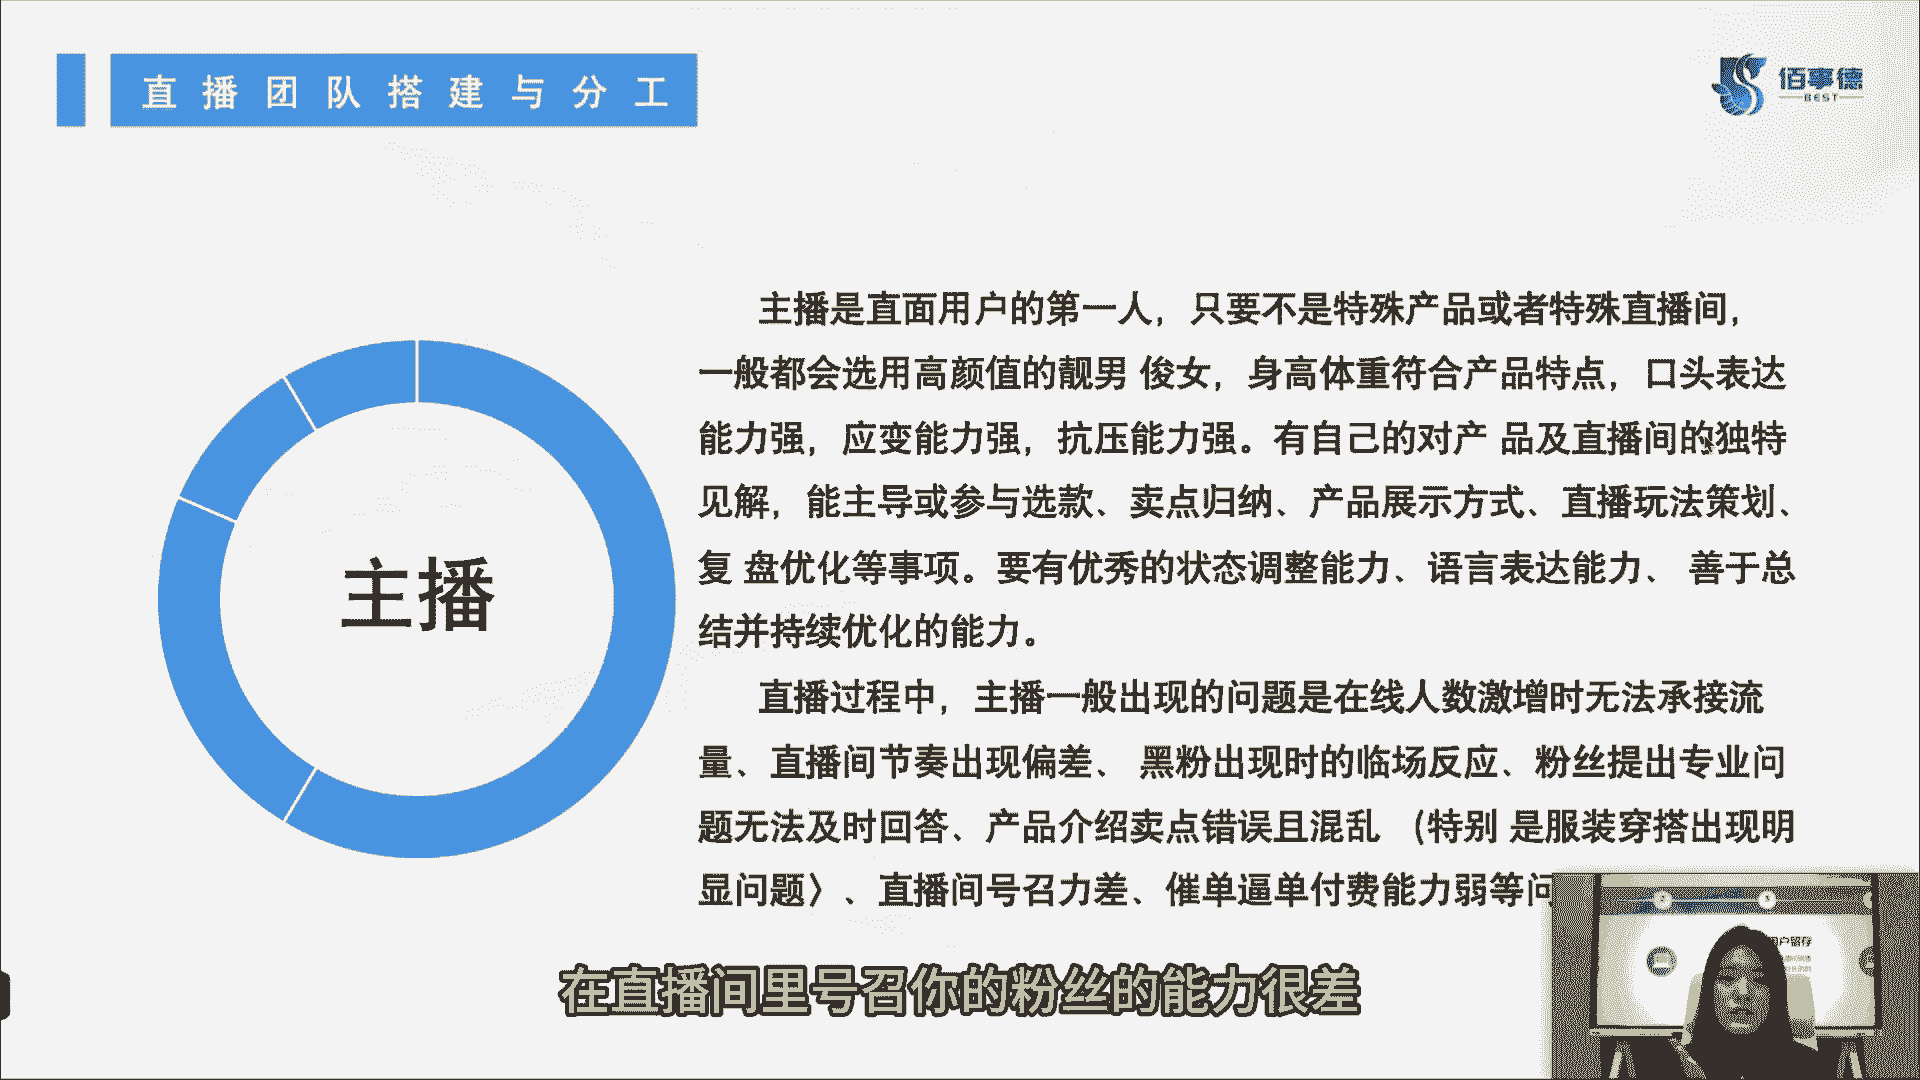 直播团队搭建与分工
佰享德
BEST
主播是直面用户的第一人，只要不是特殊产品或者特殊直播间，
一般都会选用高颜值的靓男 俊女，身高体重符合产品特点，口头表达
能力强，应变能力强，抗压能力强。有自己的对产 品及直播间的独特
见解，能主导或参与选款、卖点归纳、产品展示方式、直播玩法策划、
复 盘优化等事项。要有优秀的状态调整能力、语言表达能力、 善于总
结并持续优化的能力。
主播
直播过程中，主播一般出现的问题是在线人数激增时无法承接流
量、直播间节奏出现偏差、 黑粉出现时的临场反应、粉丝提出专业问
题无法及时回答、产品介绍卖点错误且混乱 （特别 是服装穿搭出现明
显问题〉、直播间号召力差、催单逼单付费能力弱等问
用户留存
在直播间里号召你的粉丝的能力很差